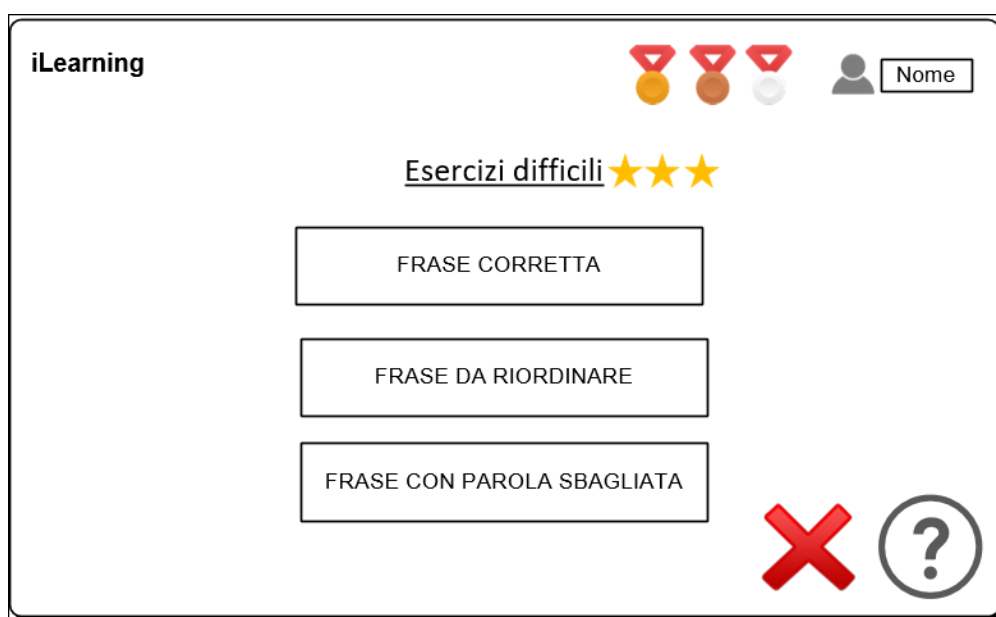 iLearning
Nome
Esercizi difficili
FRASE CORRETTA
FRASE DA RIORDINARE
FRASE CON PAROLA SBAGLIATA
?